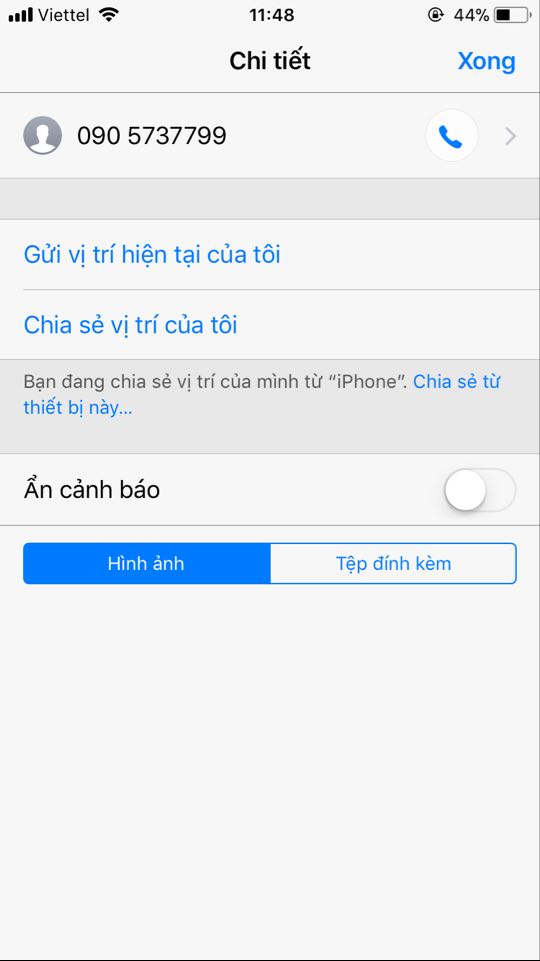 Viettel 11:48 44%
Chi tiết Xong
090 5737799
Gửi vị trí hiện tại của tôi
Chia sẻ vị trí của tôi
Bạn đang chia sẻ vị trí của mình từ “iPhone”. Chia sẻ từ
thiết bị này...
Ẩn cảnh báo
Hình ảnh Tệp đính kèm